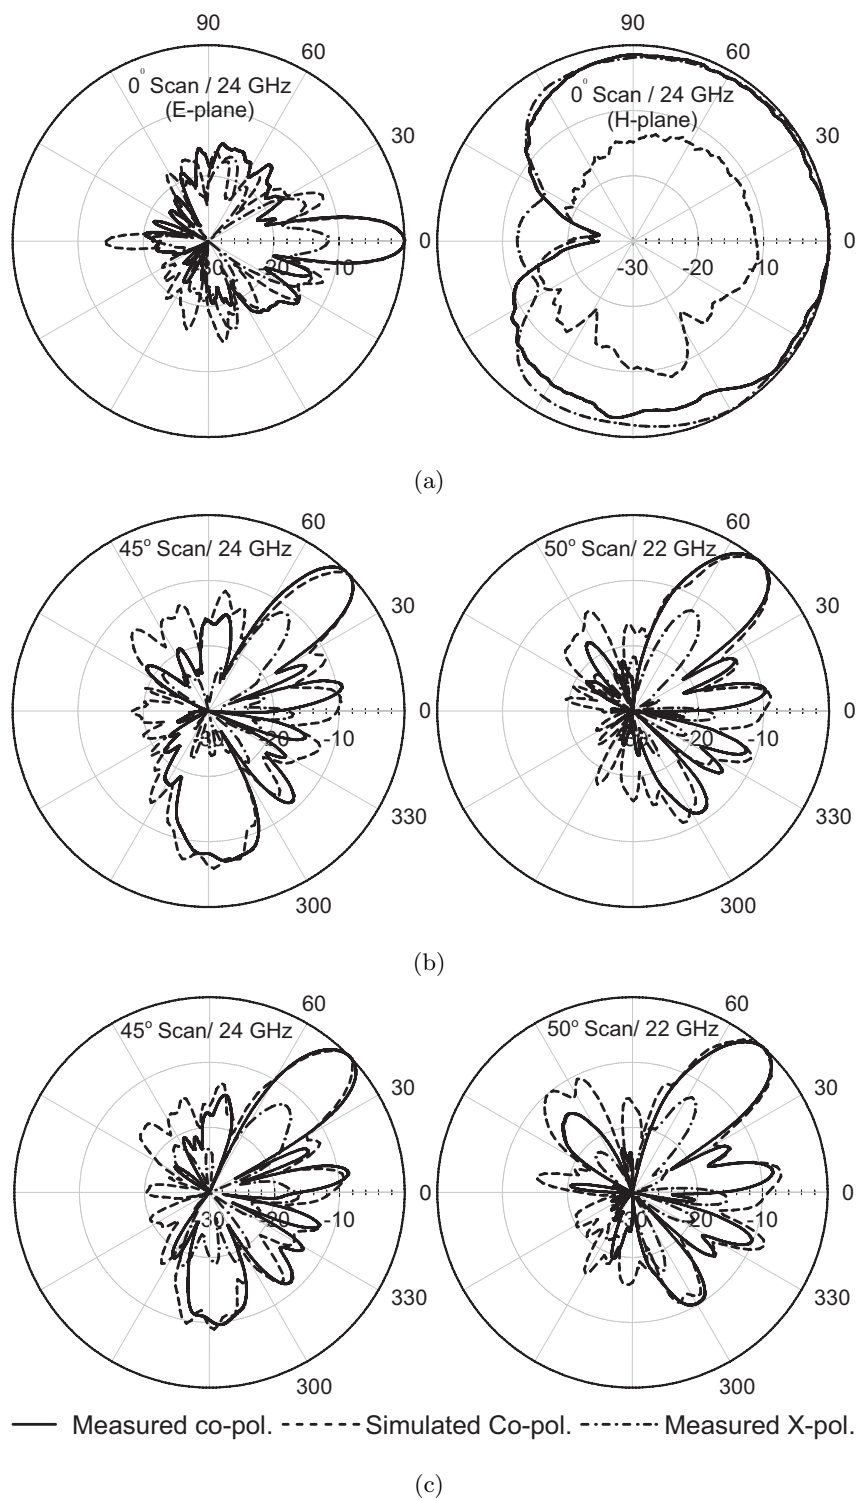 90 90
60 60
0° Scan / 24 GHz 0° Scan / 24 GHz
(E-plane) (H-plane)
30 30
0 0
-30 -20 -10 -30 -20 -10
(a)
60 60
45° Scan/ 24 GHz 50° Scan/ 22 GHz
30 30
0 0
-30 -20 -10 -30 -20 -10
330 330
300 300
(b)
60 60
45° Scan/ 24 GHz 50° Scan/ 22 GHz
30 30
0 0
-30 -20 -10 -30 -20 -10
330 330
300 300
Measured co-pol. Simulated Co-pol. Measured X-pol.
(c)